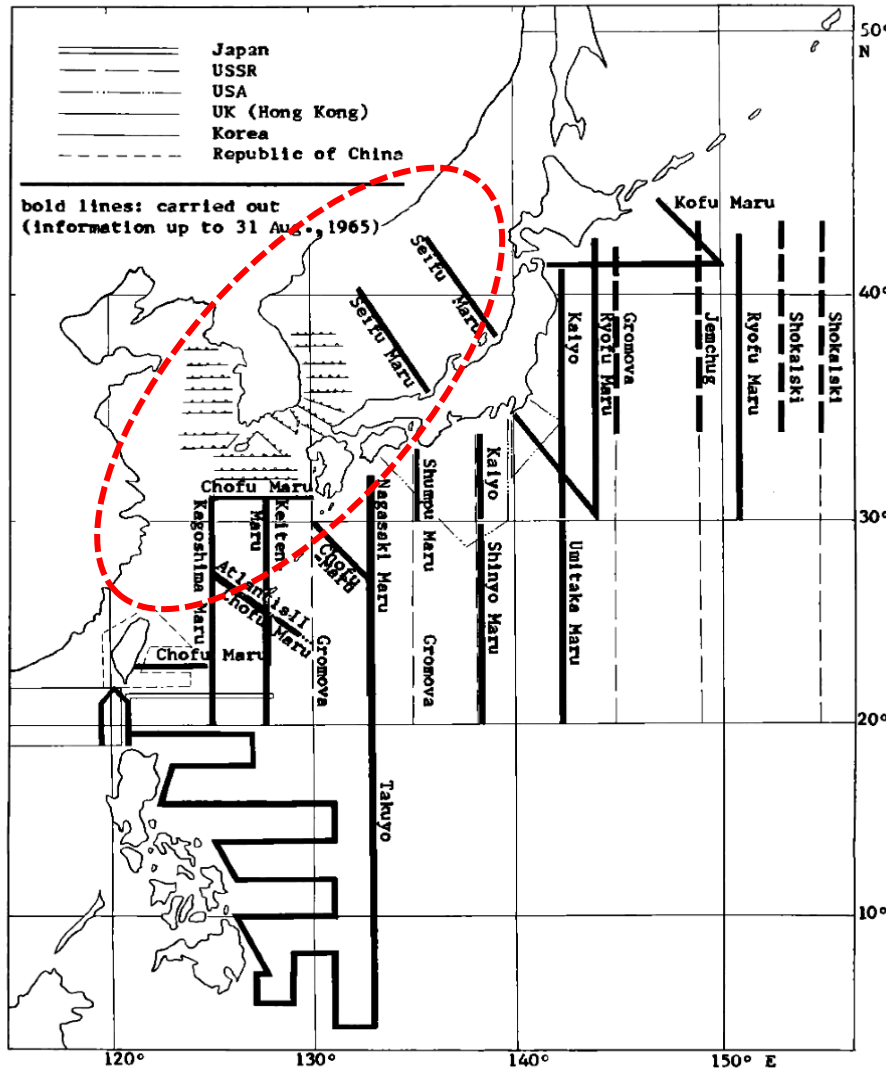 Japan
USSR
USA
UK (Hong Kong)
Korea
Republic of China
bold lines: carried out
(information up to 31 Aug., 1965)
50°
N
Kofu Maru
Seifu Maru
Seifu Maru
40°
Kaiyo
Ryofu Maru
Gromova
Jemchug
Ryofu Maru
Shokalski
Shokalski
Chofu Maru
Kagoshima Maru
Keiten
Maru
Chofu
-Maru
Nagasaki Maru
Shumpu Maru
Kaiyo
30°
Atlantis II
Chofu Maru
Gromova
Gromova
Shinyo Maru
Umitaka Maru
Chofu Maru
20°
Takuyo
10°
120°
130°
140°
150° E